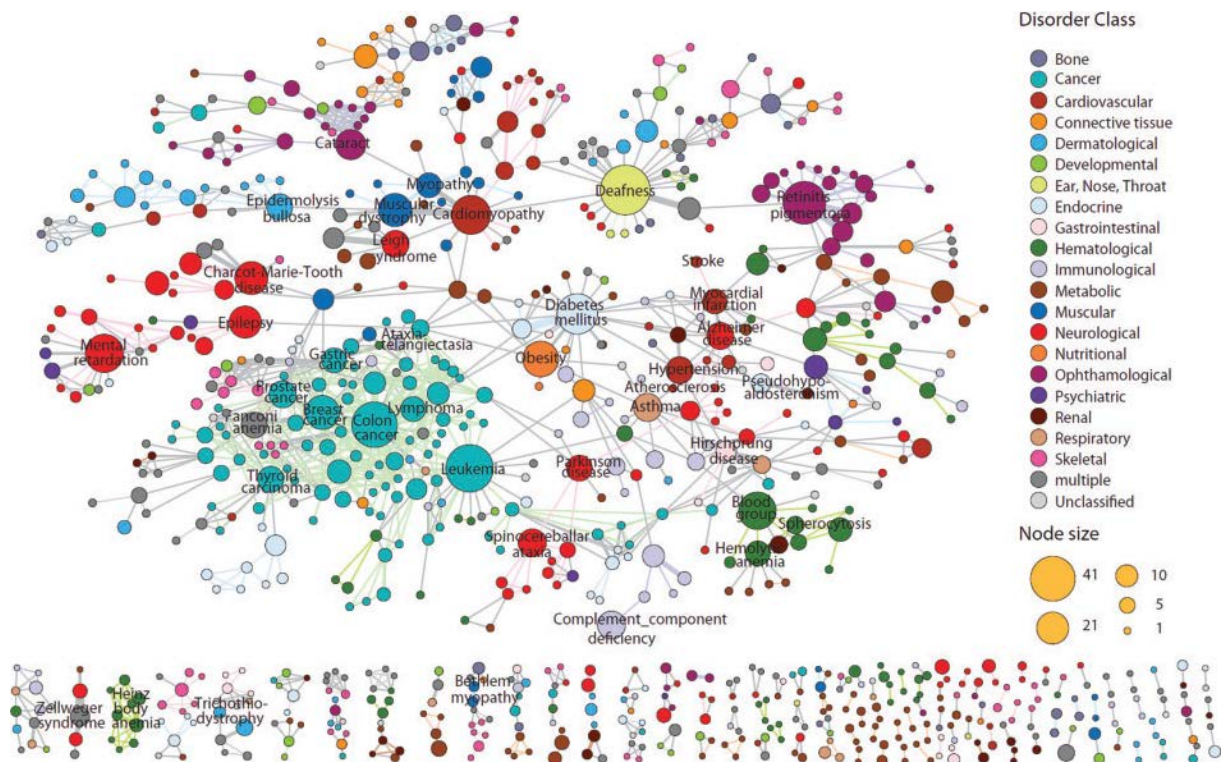 Disorder Class
Bone
Cancer
Cardiovascular
Connective tissue
Dermatological
Developmental
Ear, Nose, Throat
Endocrine
Gastrointestinal
Hematological
Immunological
Metabolic
Muscular
Neurological
Nutritional
Ophthamological
Psychiatric
Renal
Respiratory
Skeletal
multiple
Unclassified
Node size
41
10
5
21
1
Cataract
Myopathy
Muscular
dystrophy
Cardiomyopathy
Deafness
Retinitis
pigmentosa
Epidermolysis
bullosa
Leigh
syndrome
Charcot-Marie-Tooth
disease
Stroke
Epilepsy
Mental
retardation
Diabetes
mellitus
Myocardial
infarction
Alzheimer
disease
Ataxia
-telangiectasia
Gastric
cancer
Obesity
Hypertension
Atherosclerosis
Asthma
Pseudohypo-
aldosteronism
Prostate
cancer
Breast
cancer
Lymphoma
Fanconi
anemia
Colon
cancer
Hirschprung
disease
Thyroid
carcinoma
Leukemia
Parkinson
disease
Blood
group
Spherocytosis
Spinocereballar
ataxia
Hemolytic
anemia
Complement_component
deficiency
Zellweger
syndrome
Heinz
body
anemia
Trichothio-
dystrophy
Bethlem
myopathy